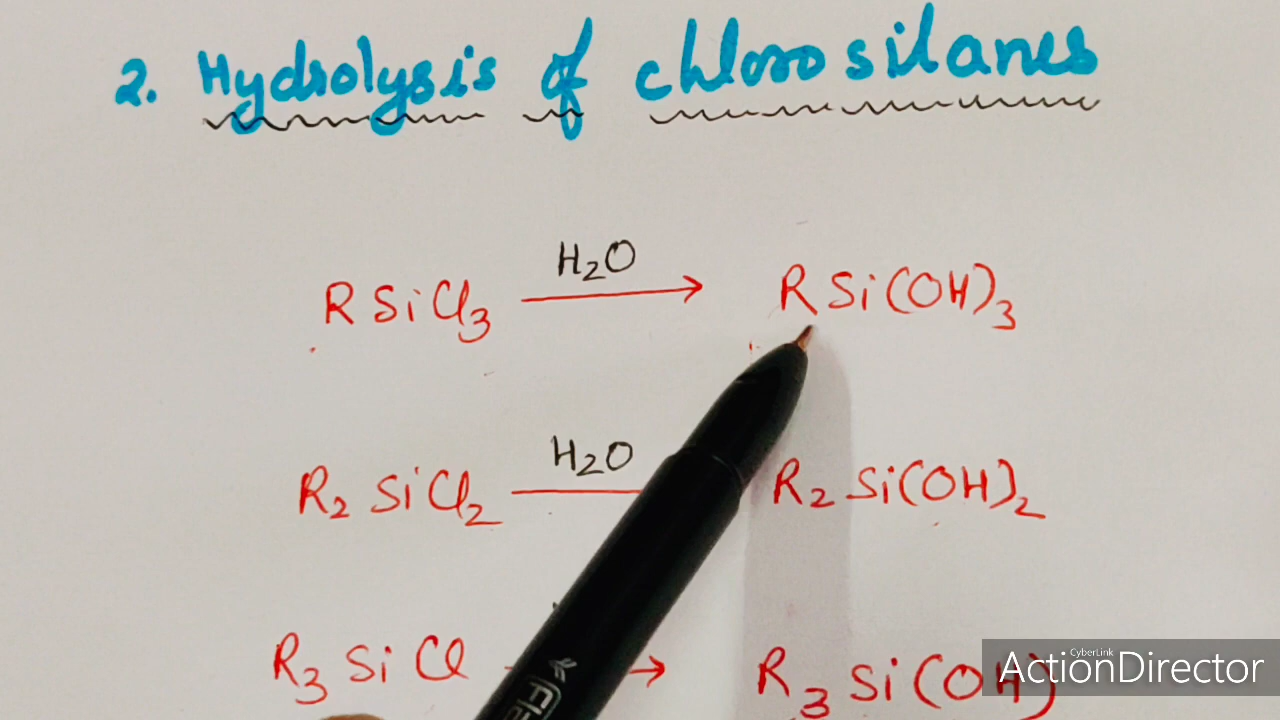 2. Hydrolysis of chlorosilanes
H2O
RSiCl3 → RSi(OH)3
H2O
R2SiCl2 R2Si(OH)2
R3SiCl → R3Si(OH)
CyberLink
ActionDirector